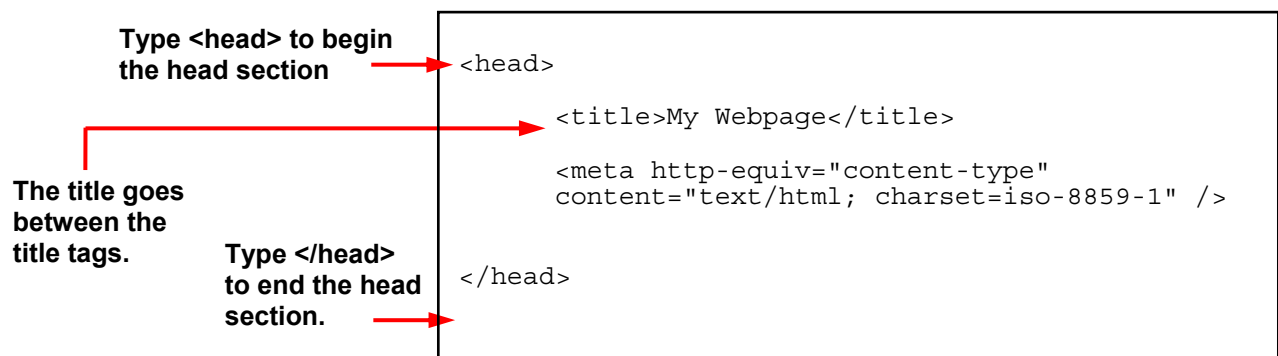 Type <head> to begin
the head section
<head>
<title>My Webpage</title>
<meta http-equiv="content-type"
content="text/html; charset=iso-8859-1" />
The title goes
between the
title tags.
Type </head>
to end the head
section.
</head>